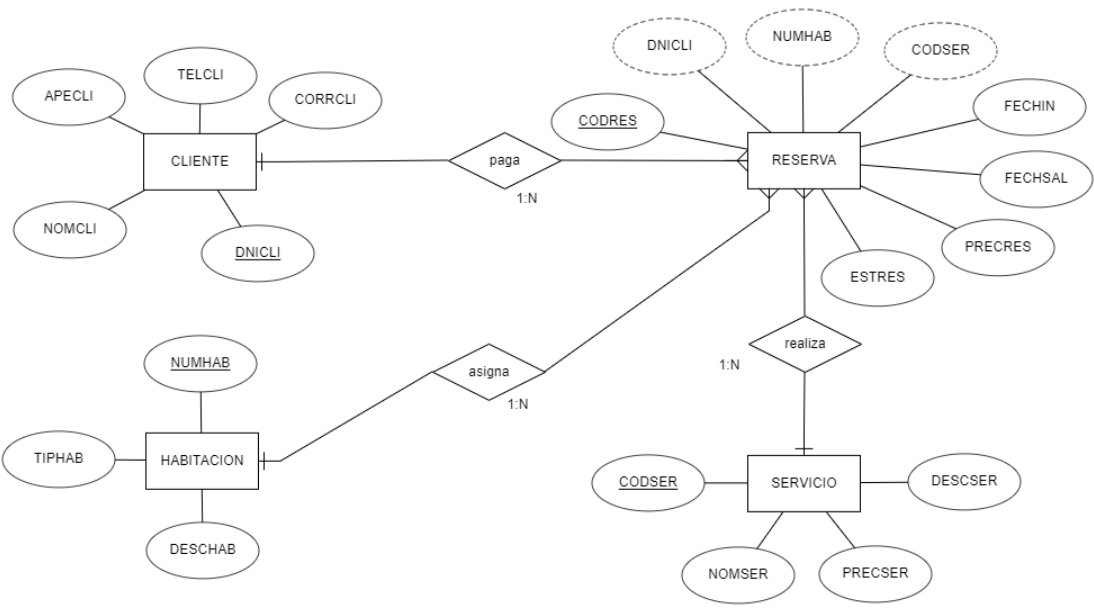 DNICLI
NUMHAB
CODSER
TELCLI
APECLI
CORRCLI
CODRES
FECHIN
CLIENTE
paga
RESERVA
FECHSAL
1:N
NOMCLI
DNICLI
PRECRES
ESTRES
NUMHAB
asigna
realiza
1:N
1:N
TIPHAB
HABITACION
CODSER
SERVICIO
DESCSER
DESCHAB
NOMSER
PRECSER